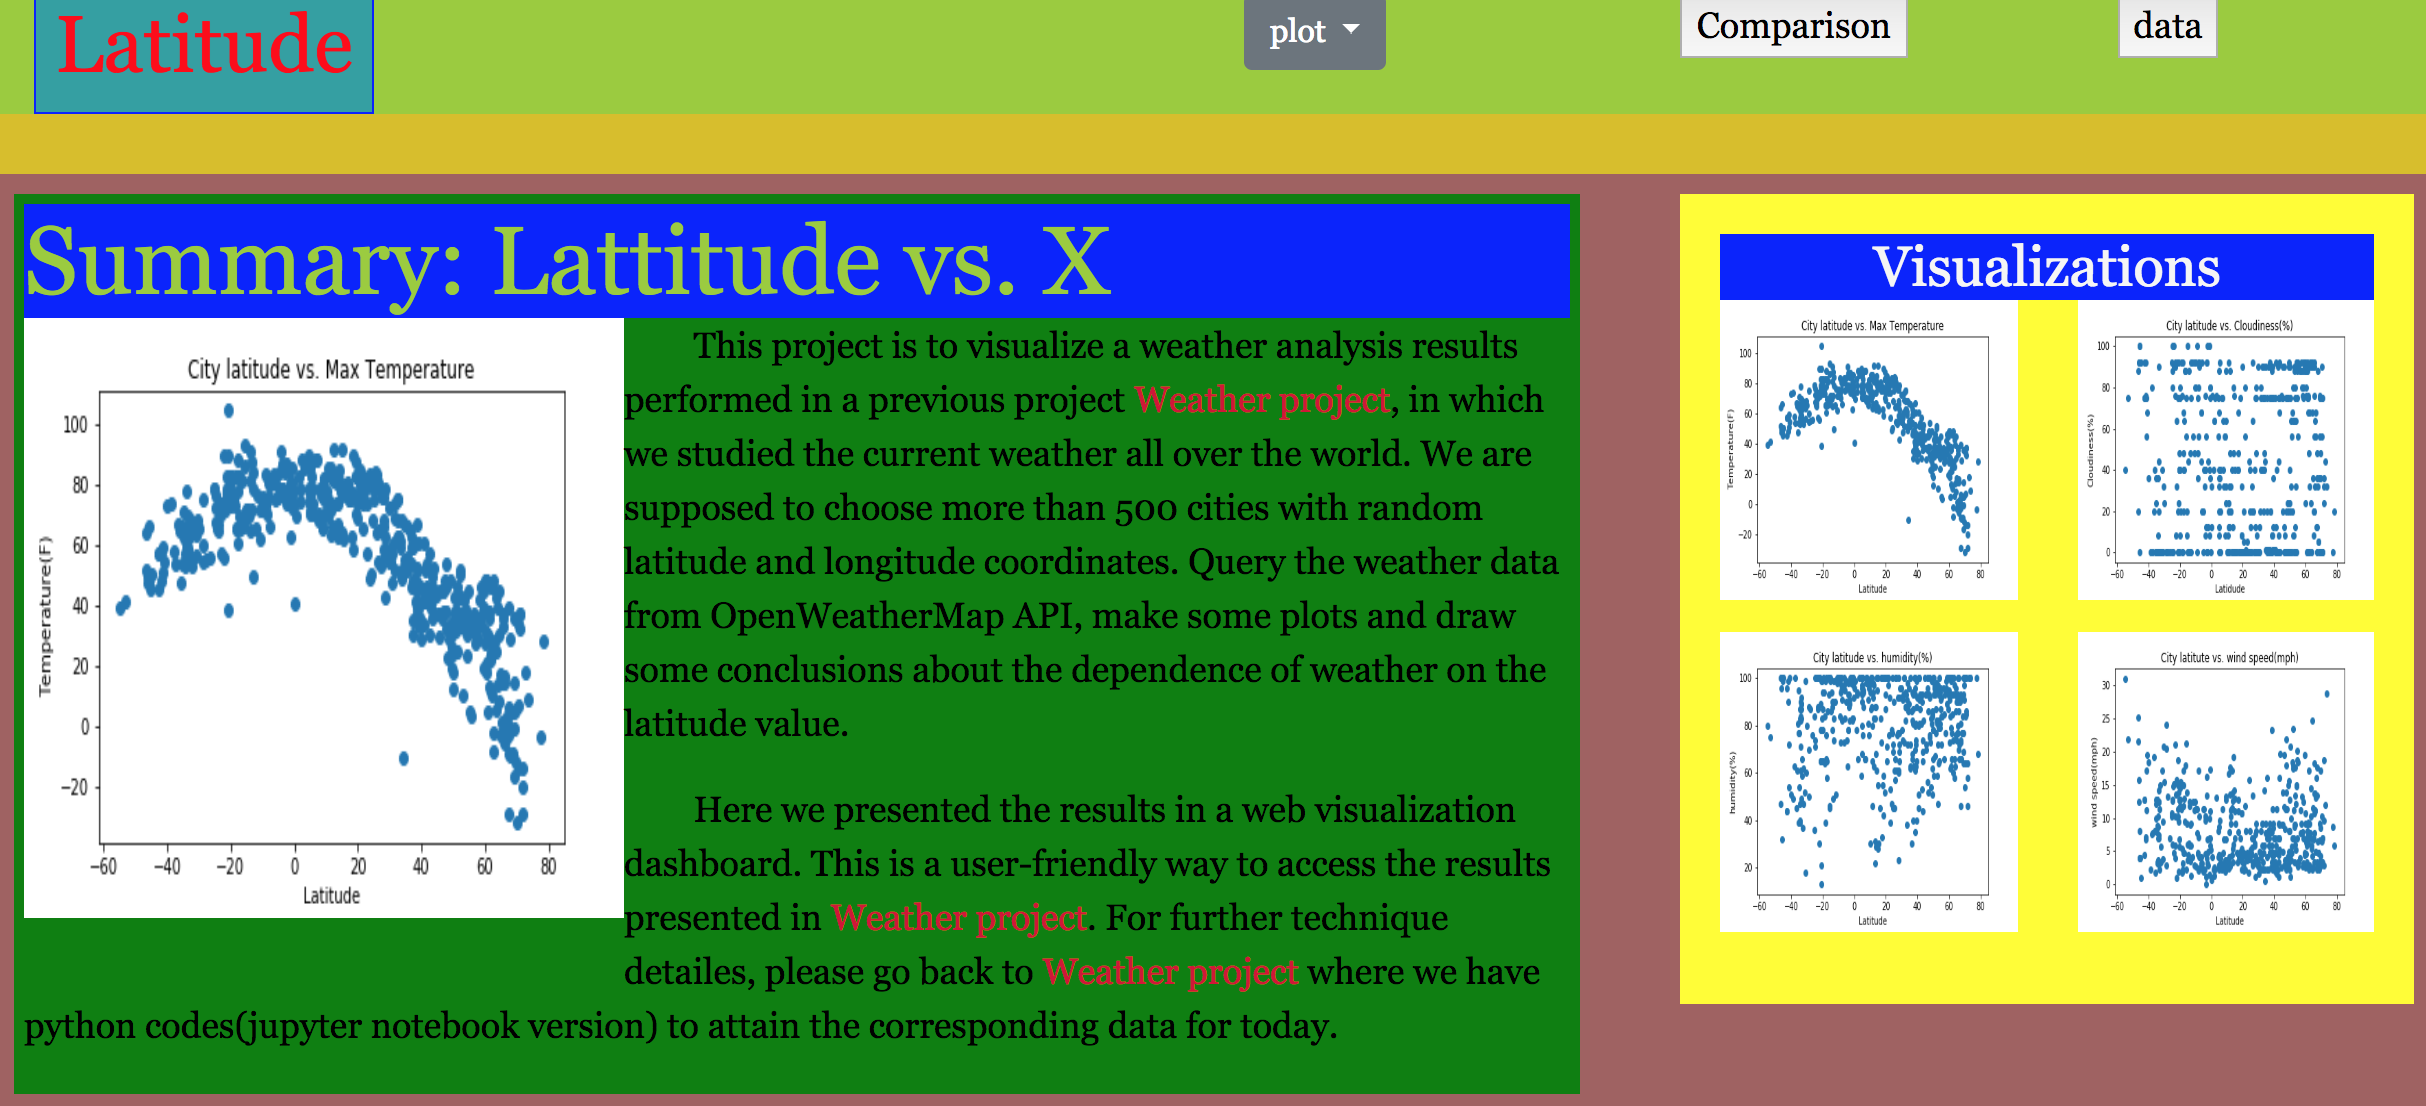 Latitude
plot
Comparison
data
Summary: Lattitude vs. X
City latitude vs. Max Temperature
100
80
60
40
20
0
−20
Temperature(F)
−60 −40 −20 0 20 40 60 80
Latitude
This project is to visualize a weather analysis results
performed in a previous project Weather project, in which
we studied the current weather all over the world. We are
supposed to choose more than 500 cities with random
latitude and longitude coordinates. Query the weather data
from OpenWeatherMap API, make some plots and draw
some conclusions about the dependence of weather on the
latitude value.
Here we presented the results in a web visualization
dashboard. This is a user-friendly way to access the results
presented in Weather project. For further technique
detailes, please go back to Weather project where we have
python codes(jupyter notebook version) to attain the corresponding data for today.
Visualizations
City latitude vs. Max Temperature
100
80
60
40
20
0
−20
Temperature(F)
−60 −40 −20 0 20 40 60 80
Latitude
City latitude vs. Cloudiness(%)
100
80
60
40
20
0
Cloudiness(%)
−60 −40 −20 0 20 40 60 80
Latidude
City latitude vs. humidity(%)
100
80
60
40
20
humidity(%)
−60 −40 −20 0 20 40 60 80
Latitude
City latitute vs. wind speed(mph)
30
25
20
15
10
5
0
wind speed(mph)
−60 −40 −20 0 20 40 60 80
Latitude